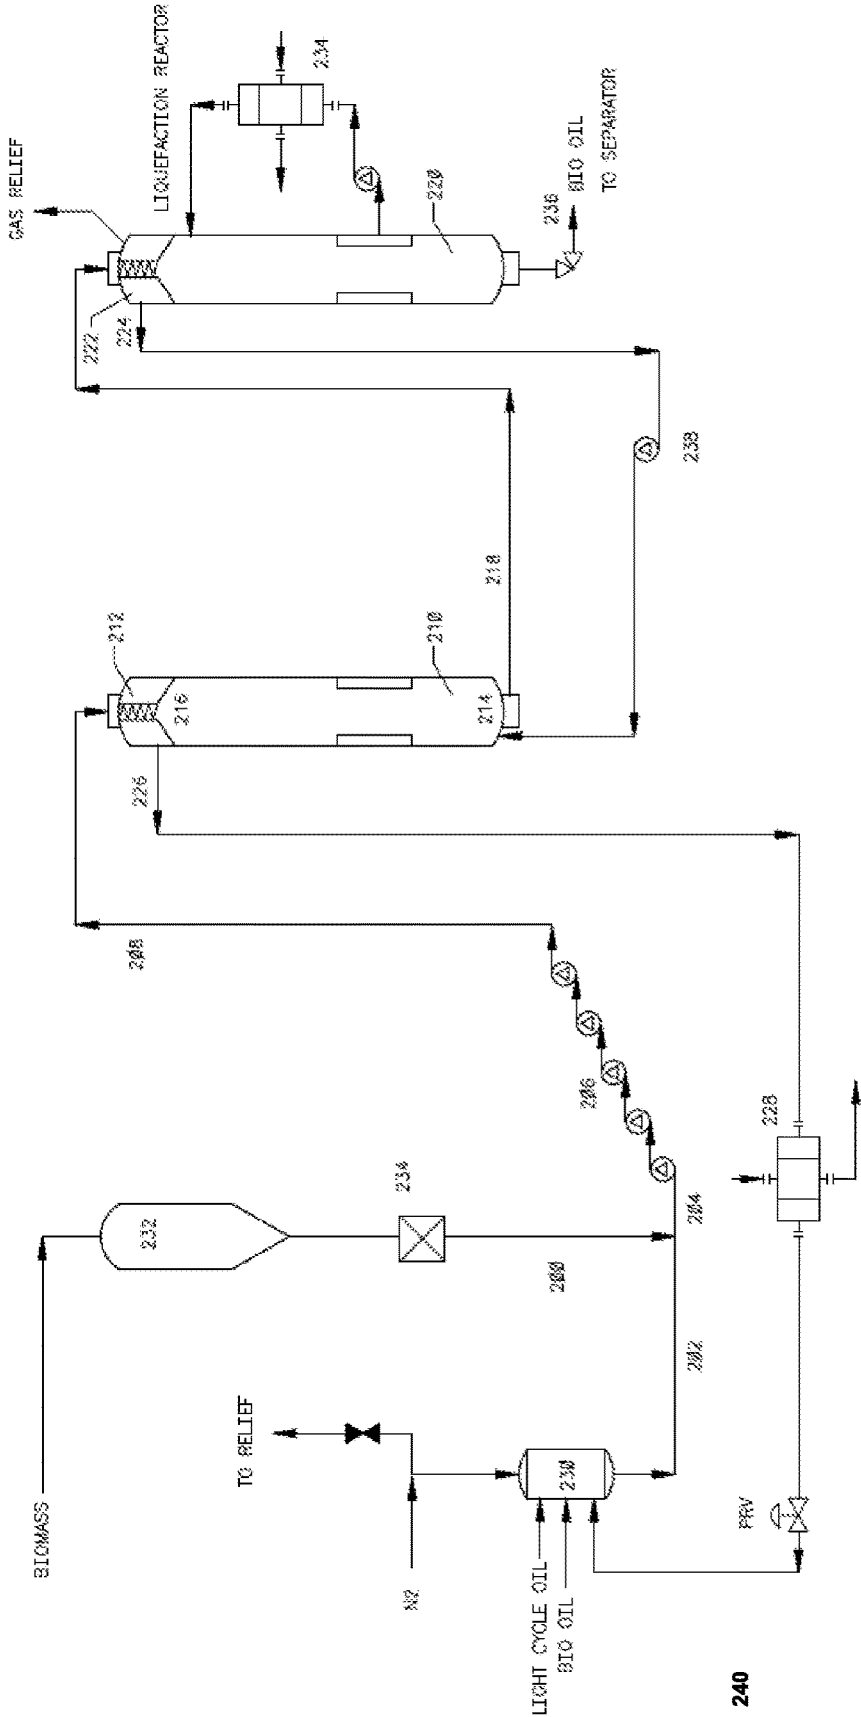 GAS RELIEF
BIOMASS
222
212
224
208
226
232
LIQUEFACTION REACTOR
216
TO RELIEF
234
234
N2
220
210
214
218
LIGHT CYCLE OIL
236
200
BIO OIL
230
BIO OIL
TO SEPARATOR
206
238
202
204
240
PRV
228